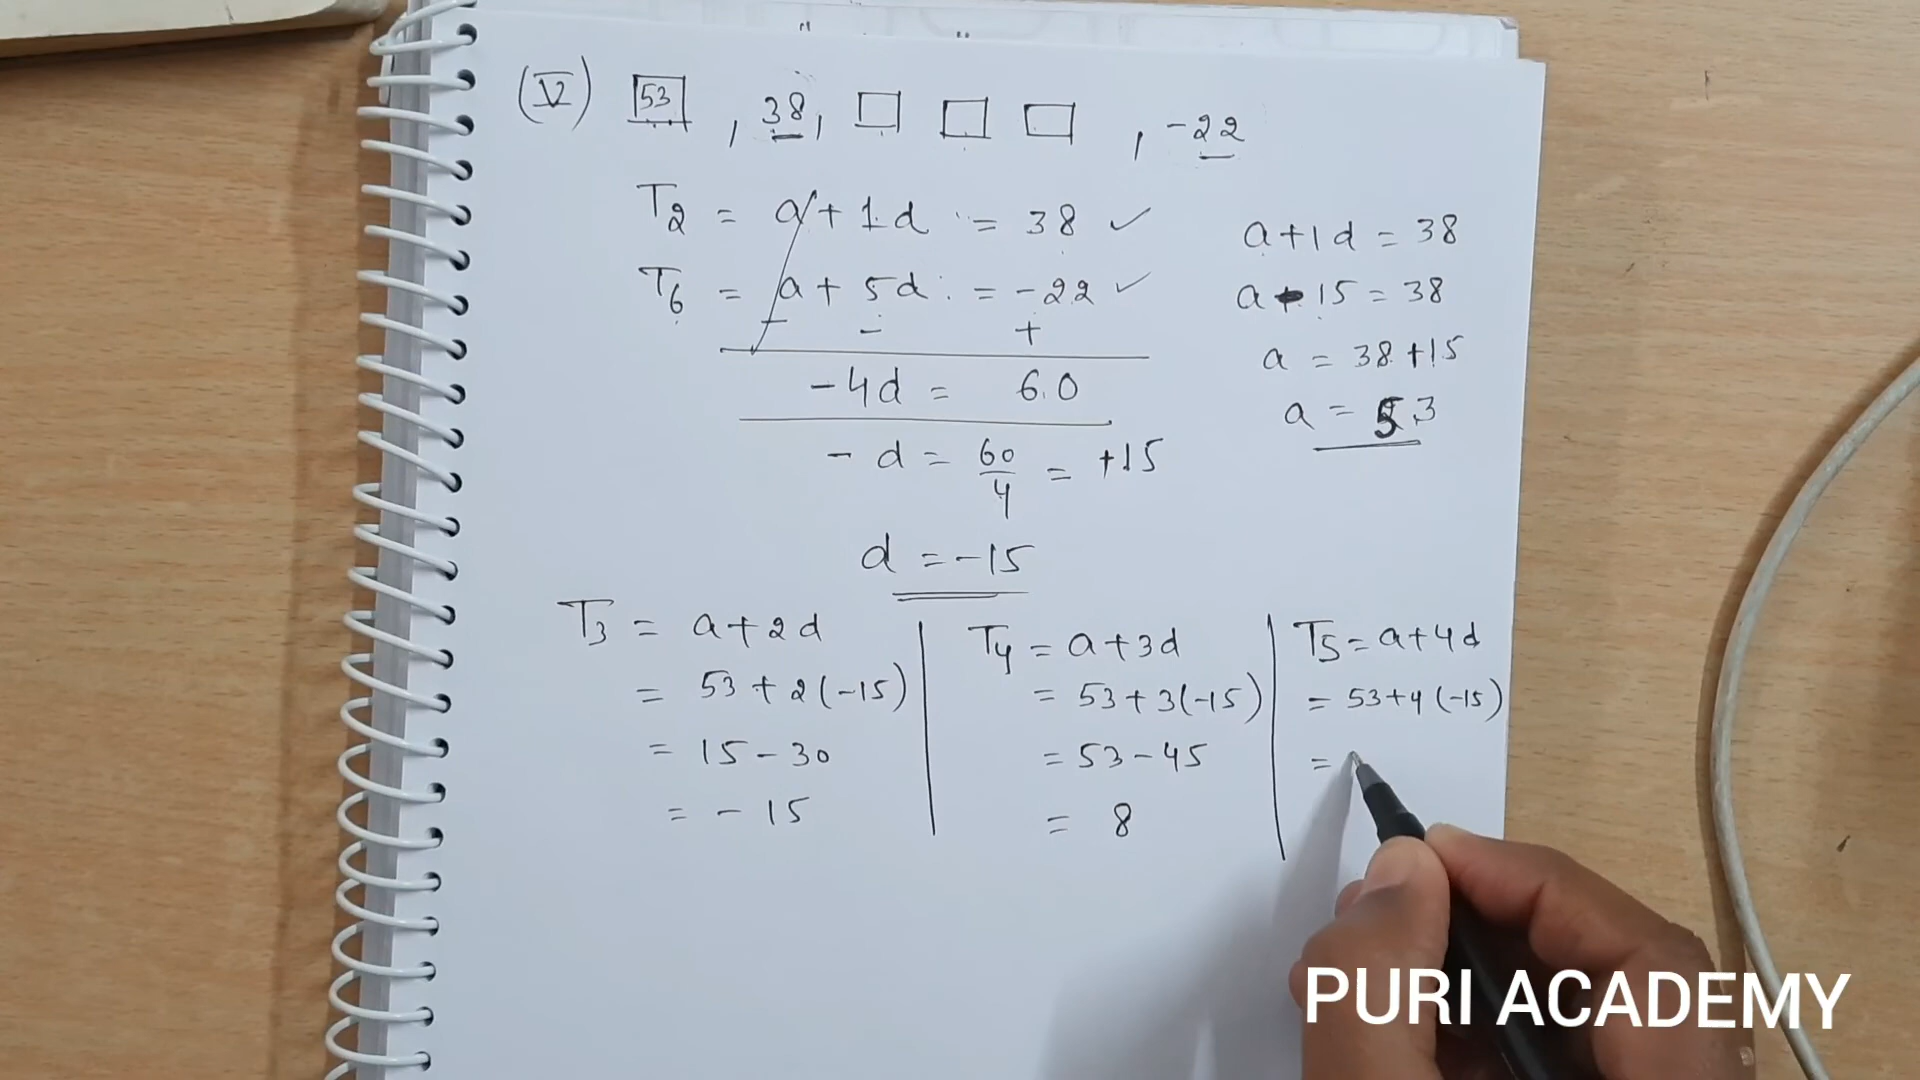 (V) 53 , 38, □ □ □ , -22
T2 = a + 1d = 38 ✓
T6 = a + 5d = -22 ✓
- - +
-4d = 60
- d = 60/4 = +15
d = -15
a + 1d = 38
a - 15 = 38
a = 38 + 15
a = 53
T3 = a + 2d
= 53 + 2(-15)
= 15 - 30
= - 15
T4 = a + 3d
= 53 + 3(-15)
= 53 - 45
= 8
T5 = a + 4d
= 53 + 4(-15)
=
PURI ACADEMY